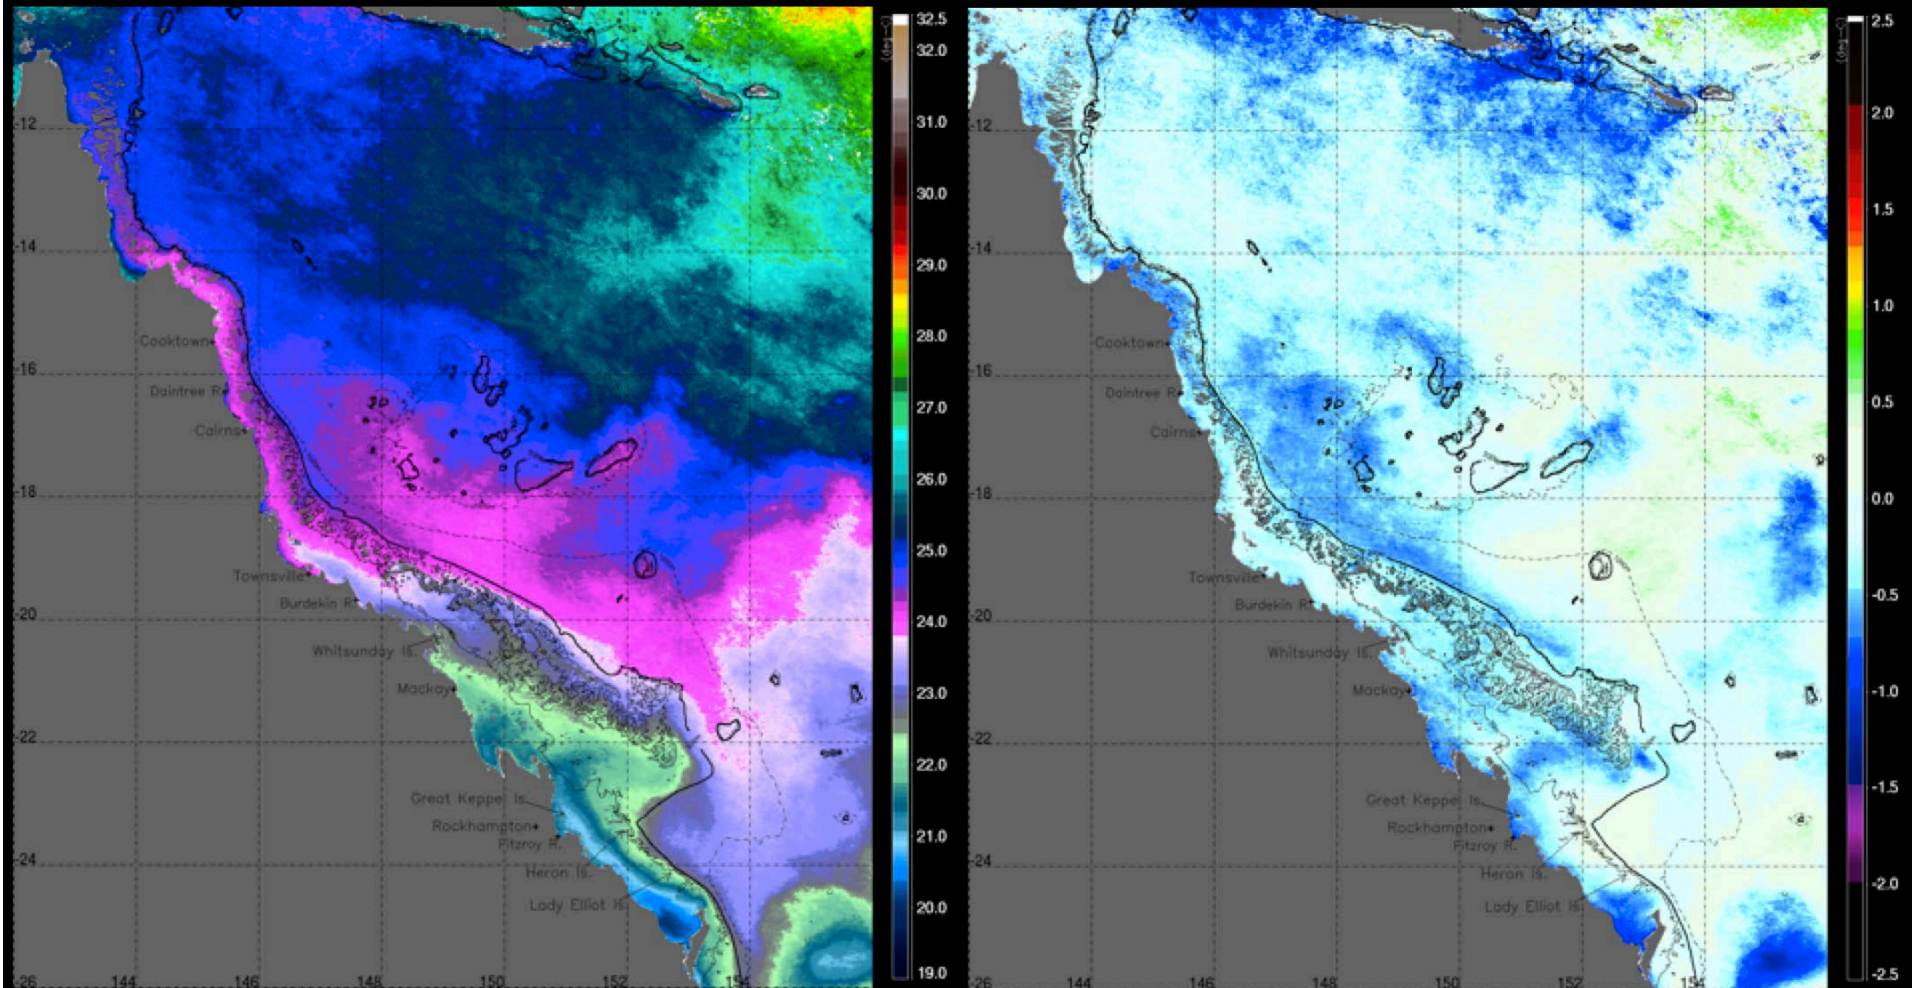 32.5
32.0
-12
31.0
30.0
-14
29.0
Cooktown
28.0
-16
Daintree R.
27.0
Cairns
26.0
-18
25.0
Townsville
Burdekin R.
24.0
-20
Whitsunday Is.
Mackay
23.0
-22
22.0
Great Keppel Is.
Rockhampton
21.0
Fitzroy R.
-24
Heron Is.
Lady Elliot Is.
20.0
19.0
-26 144 146 148 150 152 154
2.5
-12
2.0
1.5
-14
1.0
Cooktown
-16
Daintree R.
0.5
Cairns
0.0
-18
Townsville
-0.5
Burdekin R.
-20
Whitsunday Is.
Mackay
-1.0
-22
-1.5
Great Keppel Is.
Rockhampton
Fitzroy R.
-24
Heron Is.
-2.0
Lady Elliot Is.
-2.5
-26 144 146 148 150 152 154